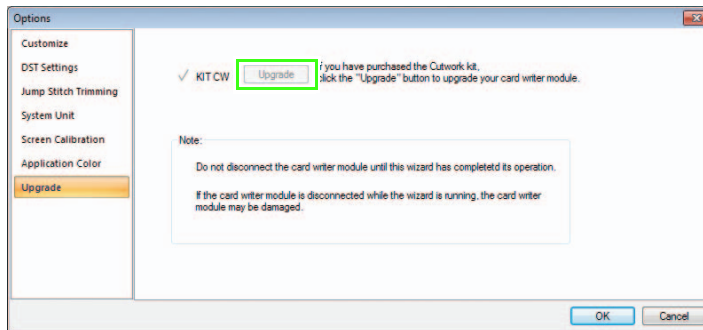 Options
Customize
DST Settings
Jump Stitch Trimming
System Unit
Screen Calibration
Application Color
Upgrade
KIT CW
Upgrade
f you have purchased the Cutwork kit,
click the "Upgrade" button to upgrade your card writer module.
Note:
Do not disconnect the card writer module until this wizard has completetd its operation.
If the card writer module is disconnected while the wizard is running, the card writer
module may be damaged.
OK
Cancel